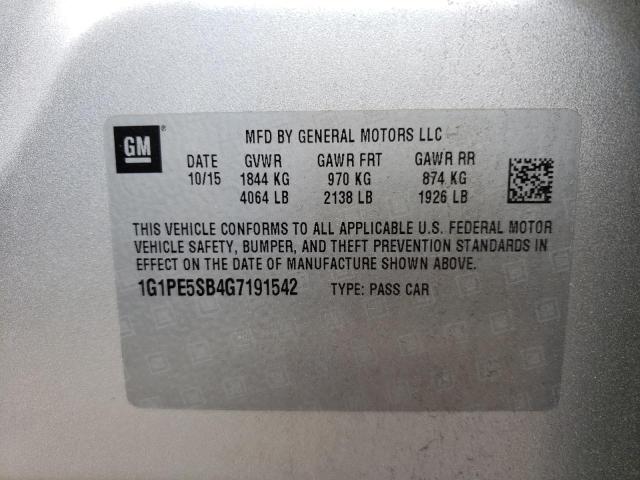 GM ® MFD BY GENERAL MOTORS LLC
DATE GVWR GAWR FRT GAWR RR
10/15 1844 KG 970 KG 874 KG
4064 LB 2138 LB 1926 LB
THIS VEHICLE CONFORMS TO ALL APPLICABLE U.S. FEDERAL MOTOR
VEHICLE SAFETY, BUMPER, AND THEFT PREVENTION STANDARDS IN
EFFECT ON THE DATE OF MANUFACTURE SHOWN ABOVE.
1G1PE5SB4G7191542 TYPE: PASS CAR